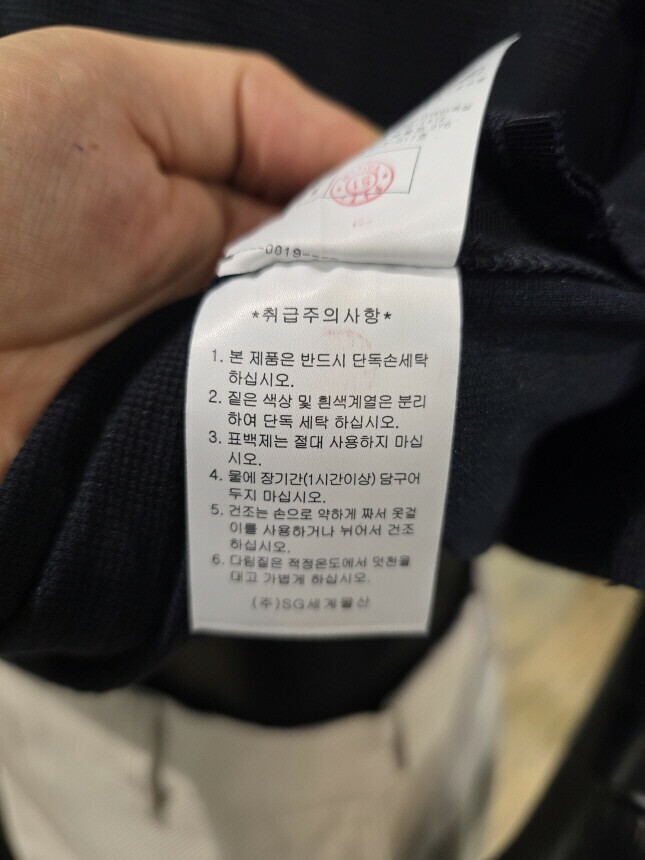 -0019-
*취급주의사항*
1. 본 제품은 반드시 단독손세탁
하십시오.
2. 짙은 색상 및 흰색계열은 분리
하여 단독 세탁 하십시오.
3. 표백제는 절대 사용하지 마십
시오.
4. 물에 장기간(1시간이상) 담구어
두지 마십시오.
5. 건조는 손으로 약하게 짜서 옷걸
이를 사용하거나 뉘어서 건조
하십시오.
6. 다림질은 적정온도에서 덧천을
대고 가볍게 하십시오.
(주)SG세계물산